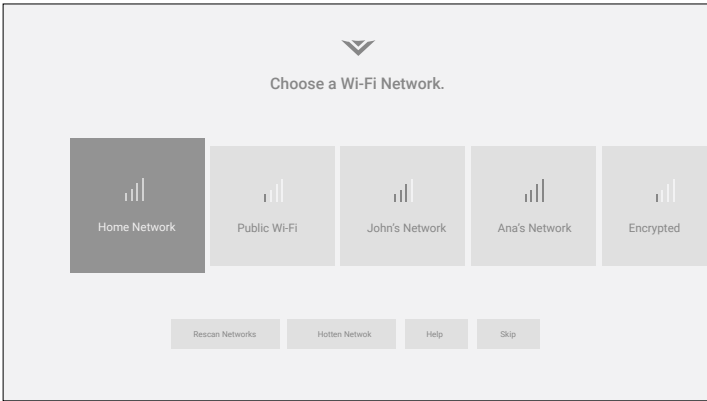 Choose a Wi-Fi Network.
Home Network
Public Wi-Fi
John's Network
Ana's Network
Encrypted
Rescan Networks
Hotten Netwok
Help
Skip